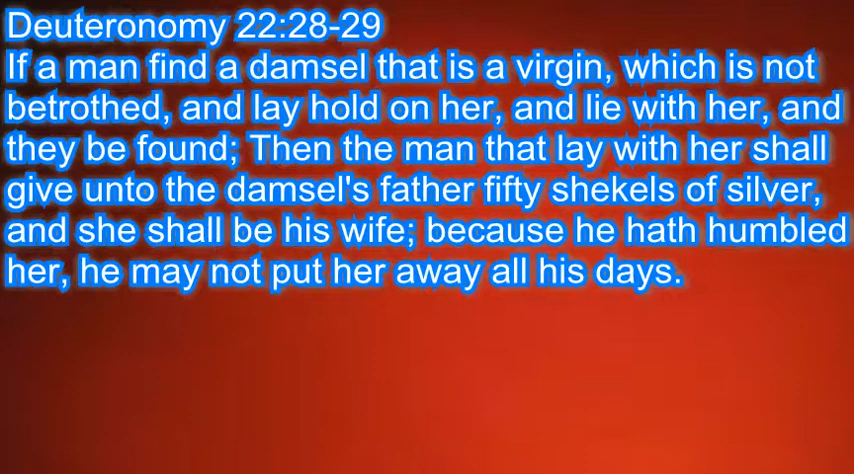 Deuteronomy 22:28-29
If a man find a damsel that is a virgin, which is not
betrothed, and lay hold on her, and lie with her, and
they be found; Then the man that lay with her shall
give unto the damsel's father fifty shekels of silver,
and she shall be his wife; because he hath humbled
her, he may not put her away all his days.